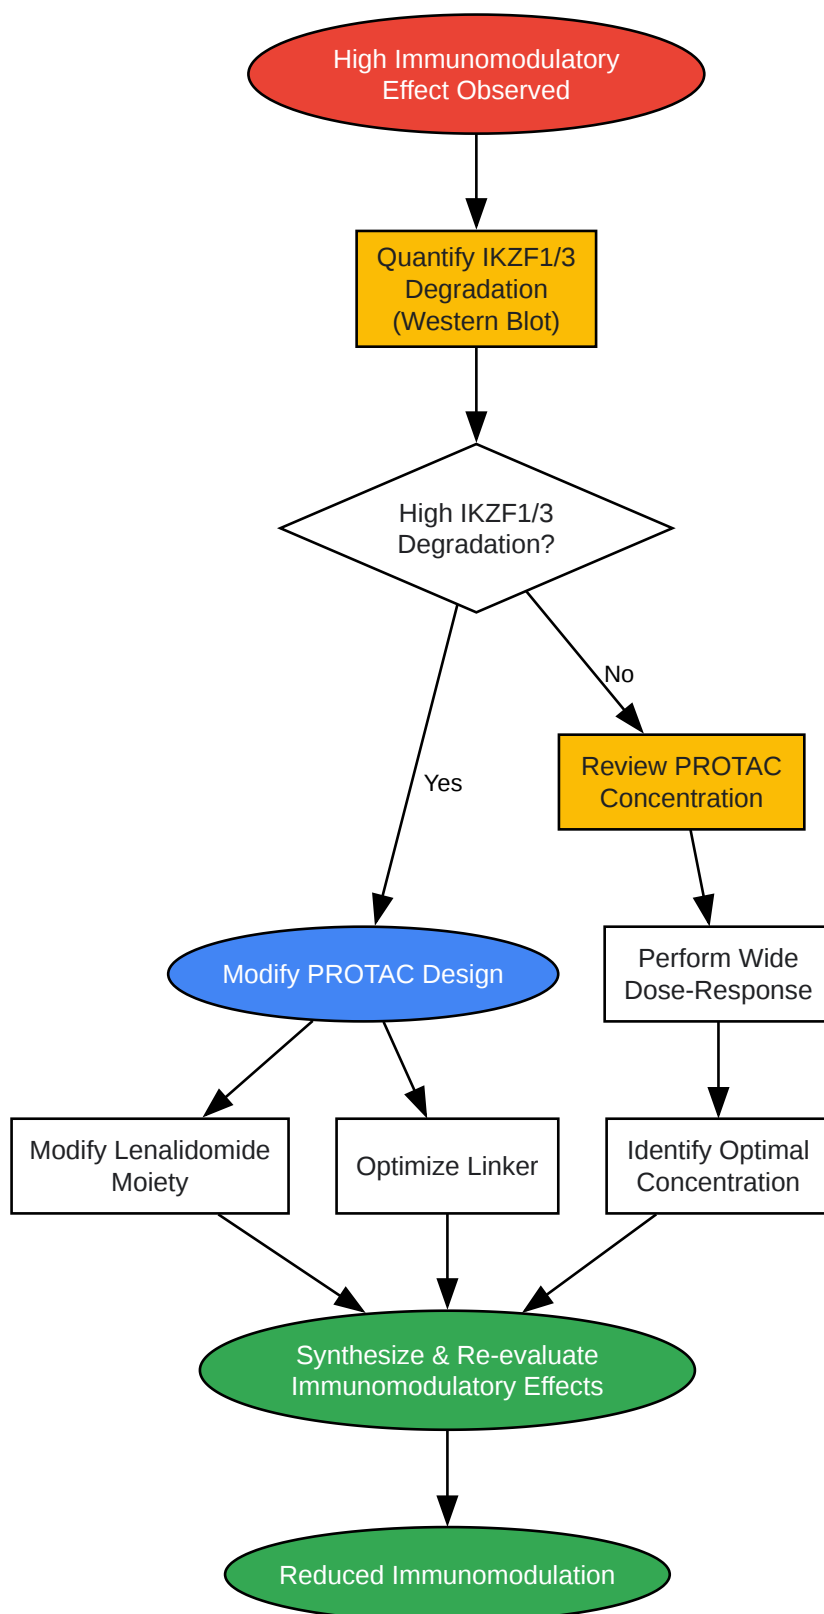 High Immunomodulatory
Effect Observed
Quantify IKZF1/3
Degradation
(Western Blot)
High IKZF1/3
Degradation?
No
Review PROTAC
Concentration
Yes
Modify PROTAC Design
Perform Wide
Dose-Response
Modify Lenalidomide
Moiety
Optimize Linker
Identify Optimal
Concentration
Synthesize & Re-evaluate
Immunomodulatory Effects
Reduced Immunomodulation